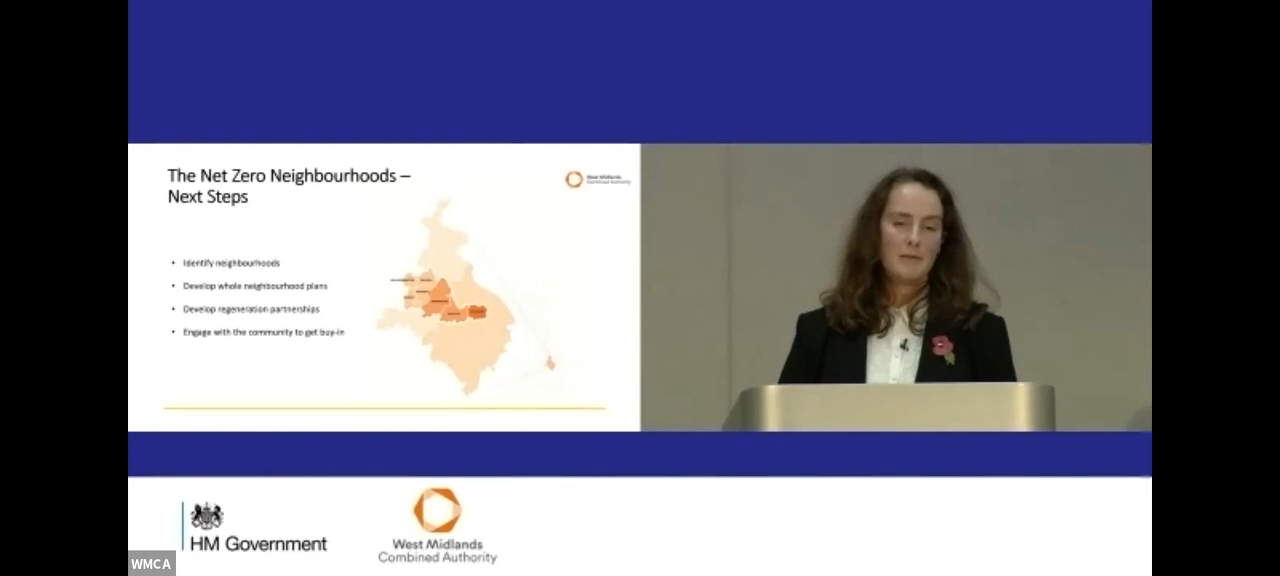 The Net Zero Neighbourhoods –
Next Steps
West Midlands
Combined Authority
• Identify neighbourhoods
• Develop whole neighbourhood plans
• Develop regeneration partnerships
• Engage with the community to get buy-in
HM Government
West Midlands
Combined Authority
WMCA